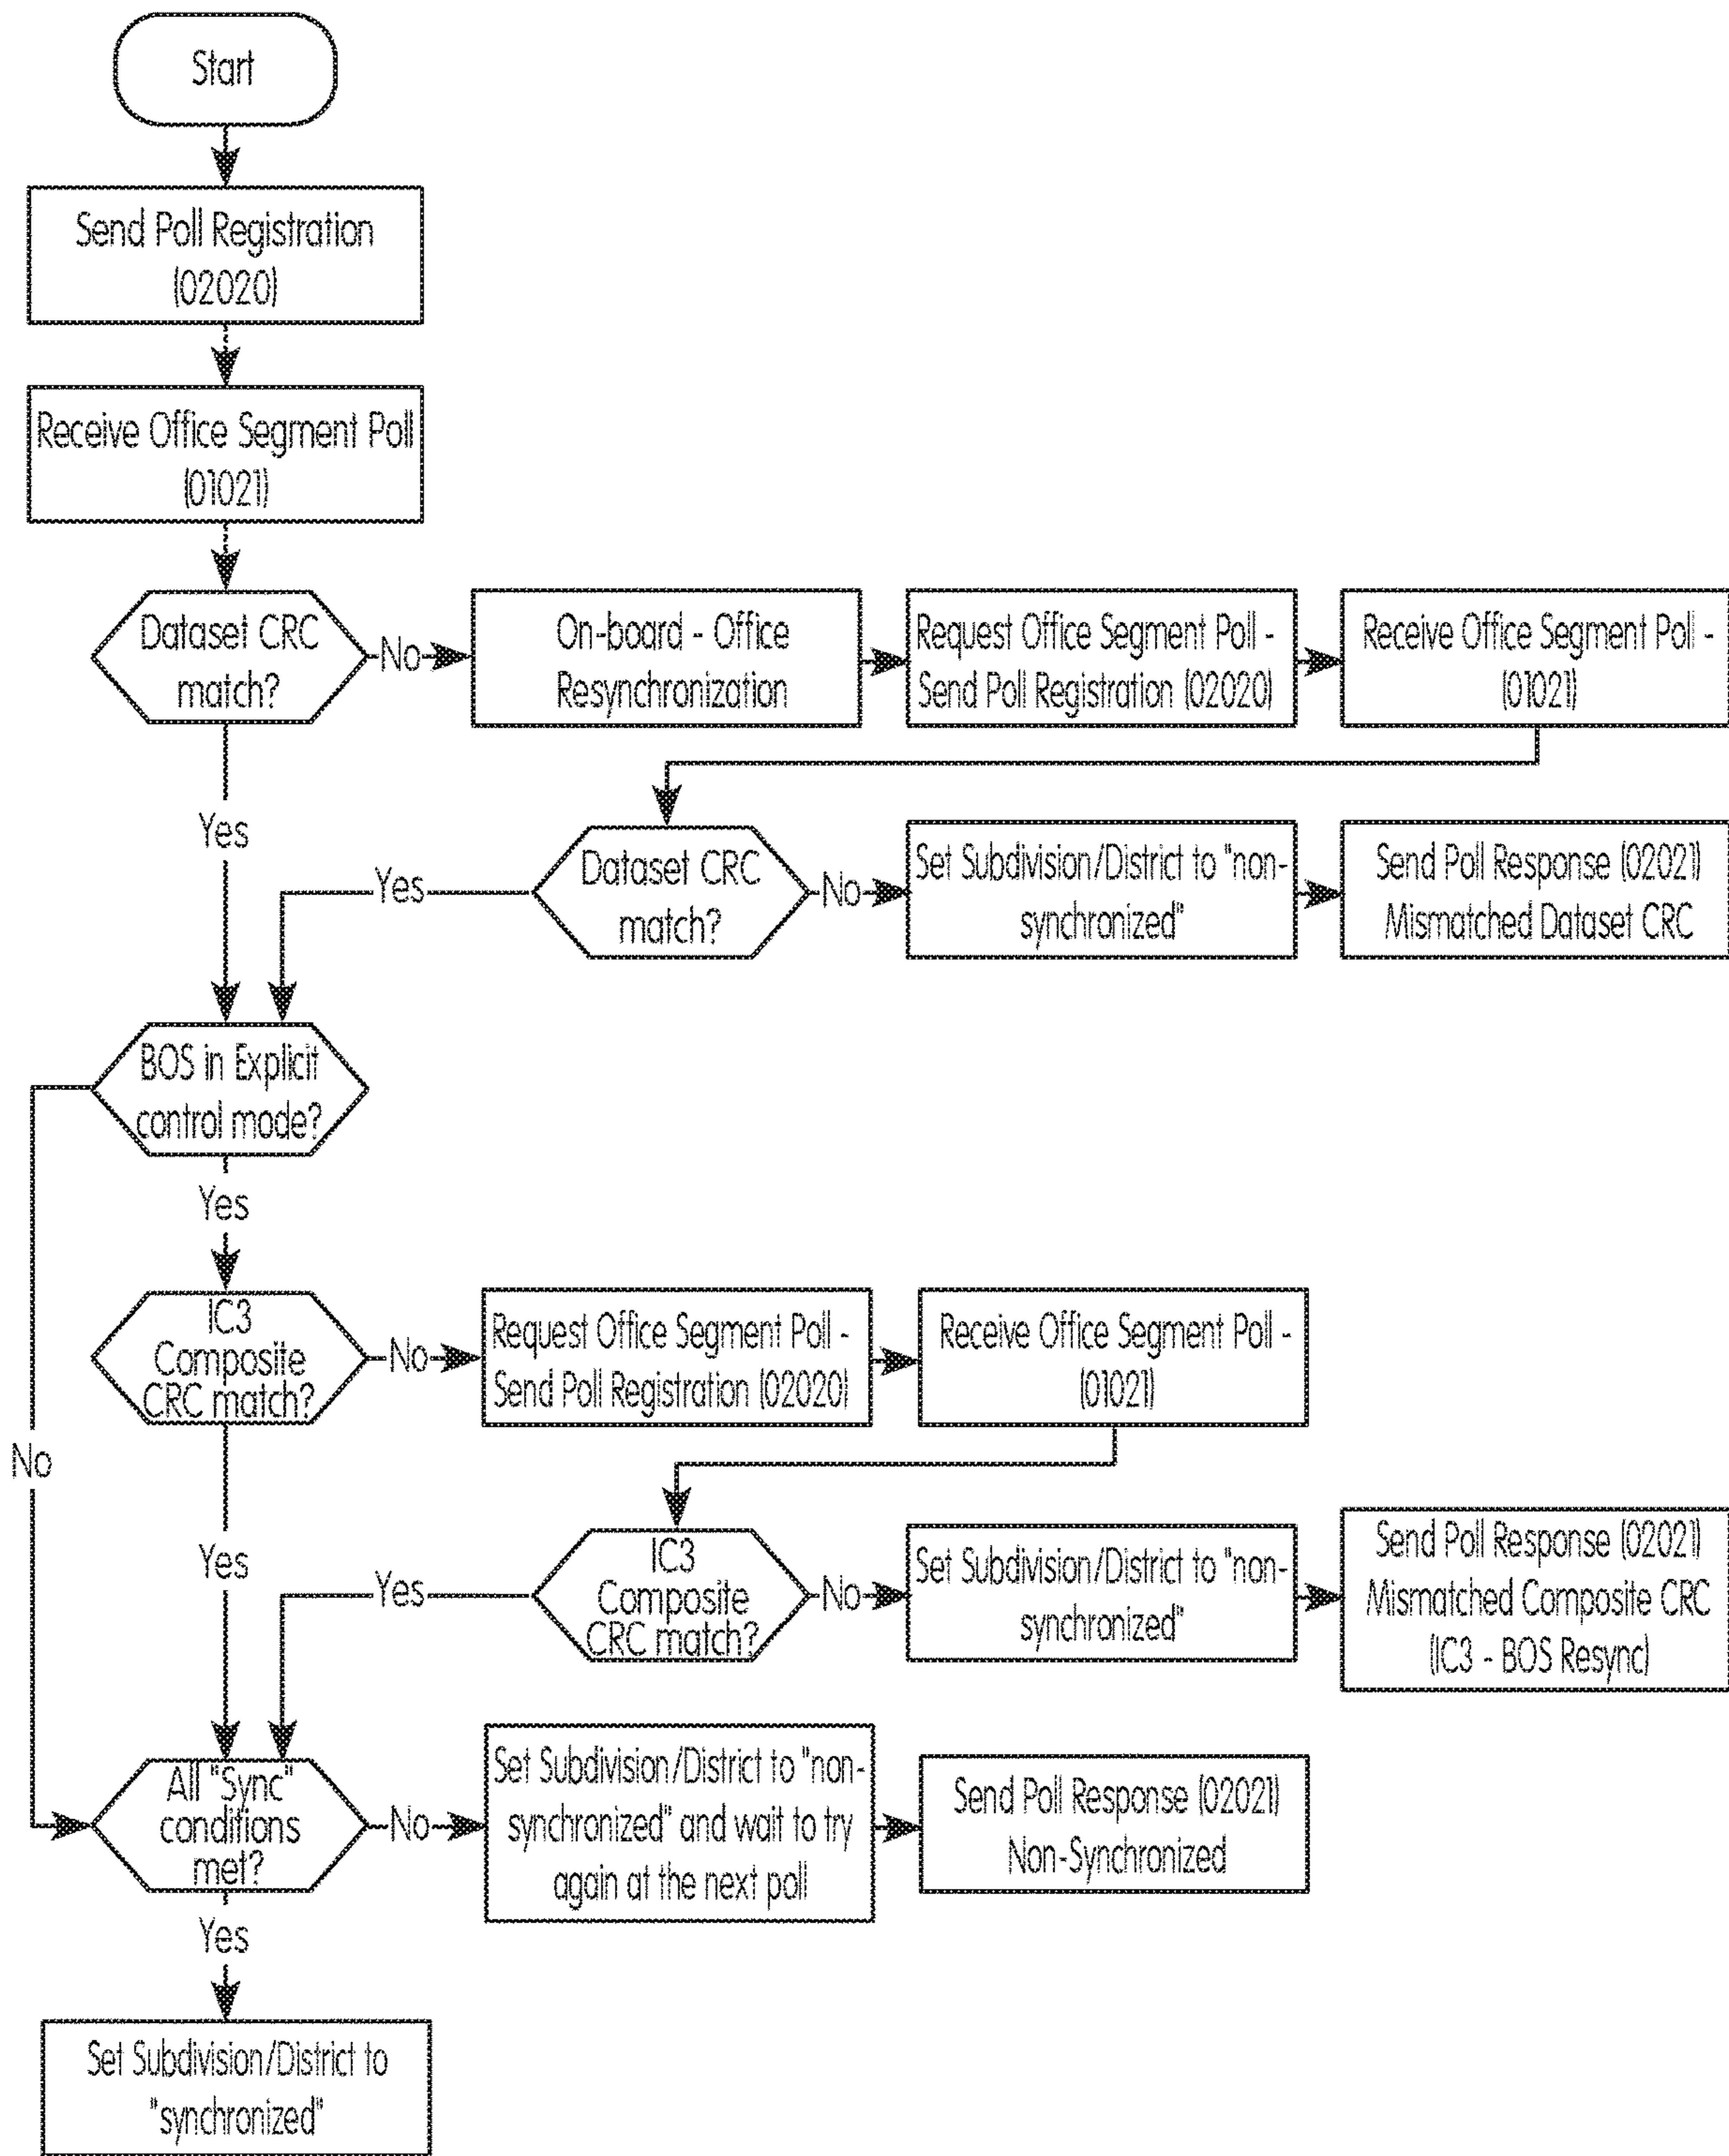 Start
Send Poll Registration
(02020)
Receive Office Segment Poll
(01021)
Dataset CRC
match?
No
On-board - Office
Resynchronization
Request Office Segment Poll -
Send Poll Registration (02020)
Receive Office Segment Poll -
(01021)
Yes
Dataset CRC
match?
Yes
No
Set Subdivision/District to "non-
synchronized"
Send Poll Response (02021)
Mismatched Dataset CRC
BOS in Explicit
control mode?
Yes
No
IC3
Composite
CRC match?
No
Request Office Segment Poll -
Send Poll Registration (02020)
Receive Office Segment Poll -
(01021)
Yes
IC3
Composite
CRC match?
Yes
No
Set Subdivision/District to "non-
synchronized"
Send Poll Response (02021)
Mismatched Composite CRC
(IC3 - BOS Resync)
All "Sync"
conditions
met?
No
Set Subdivision/District to "non-
synchronized" and wait to try
again at the next poll
Send Poll Response (02021)
Non-Synchronized
Yes
Set Subdivision/District to
"synchronized"